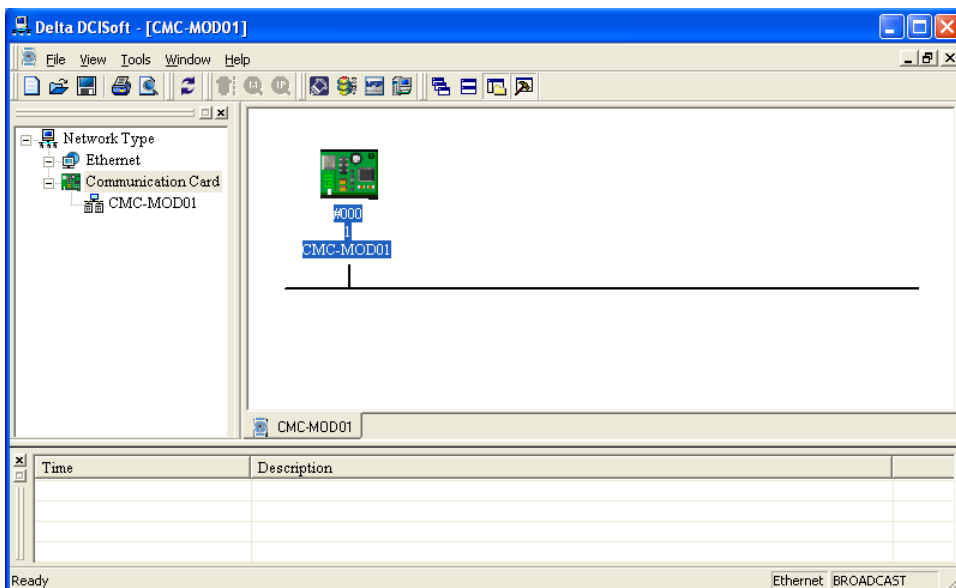 Delta DCISoft - [CMC-MOD01]
File View Tools Window Help
IP
Network Type
Ethernet
Communication Card
CMC-MOD01
#000
1
CMC-MOD01
CMC-MOD01
Time Description
Ready Ethernet BROADCAST